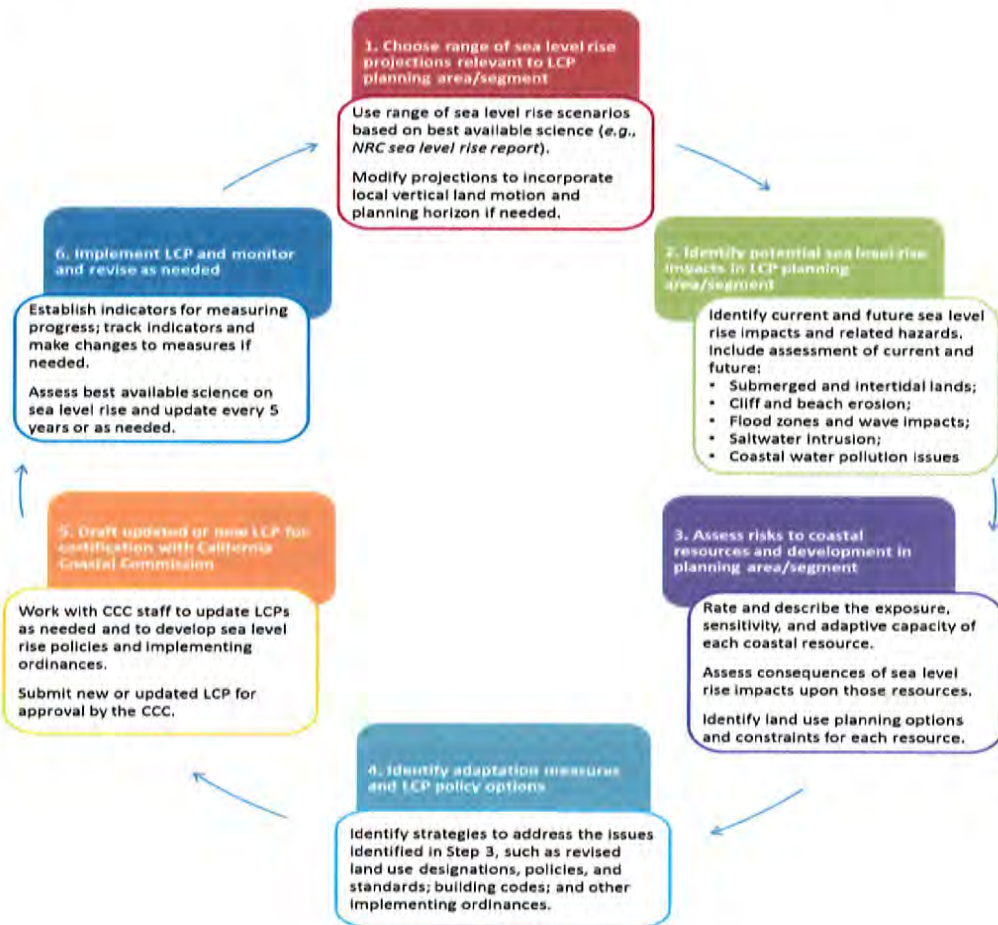 1. Choose range of sea level rise
projections relevant to LCP
planning area/segment
Use range of sea level rise scenarios
based on best available science (e.g.,
NRC sea level rise report).
Modify projections to incorporate
local vertical land motion and
planning horizon if needed.
2. Identify potential sea level rise
impacts in LCP planning
area/segment
Identify current and future sea level
rise impacts and related hazards.
Include assessment of current and
future:
• Submerged and intertidal lands;
• Cliff and beach erosion;
• Flood zones and wave impacts;
• Saltwater intrusion;
• Coastal water pollution issues
3. Assess risks to coastal
resources and development in
planning area/segment
Rate and describe the exposure,
sensitivity, and adaptive capacity of
each coastal resource.
Assess consequences of sea level
rise impacts upon those resources.
Identify land use planning options
and constraints for each resource.
4. Identify adaptation measures
and LCP policy options
Identify strategies to address the issues
identified in Step 3, such as revised
land use designations, policies, and
standards; building codes; and other
implementing ordinances.
5. Draft updated or new LCP for
certification with California
Coastal Commission
Work with CCC staff to update LCPs
as needed and to develop sea level
rise policies and implementing
ordinances.
Submit new or updated LCP for
approval by the CCC.
6. Implement LCP and monitor
and revise as needed
Establish indicators for measuring
progress; track indicators and
make changes to measures if
needed.
Assess best available science on
sea level rise and update every 5
years or as needed.